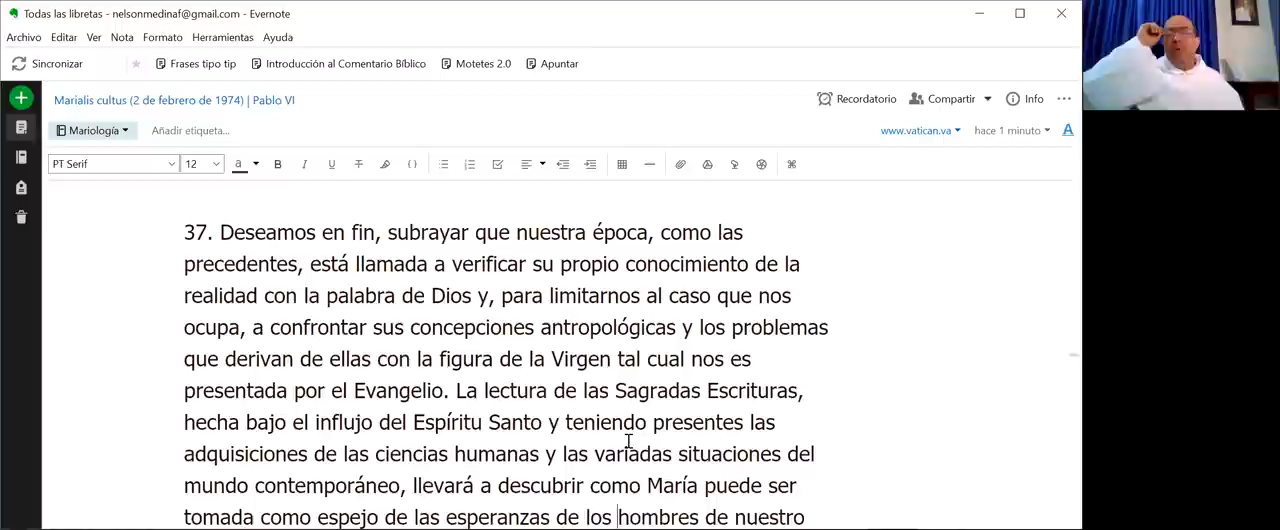 Todas las libretas - nelsonmedinaf@gmail.com - Evernote
Archivo Editar Ver Nota Formato Herramientas Ayuda
Sincronizar Frases tipo tip Introducción al Comentario Bíblico Motetes 2.0 Apuntar
Marialis cultus (2 de febrero de 1974) | Pablo VI Recordatorio Compartir Info
Mariología Añadir etiqueta... www.vatican.va hace 1 minuto
PT Serif 12
37. Deseamos en fin, subrayar que nuestra época, como las
precedentes, está llamada a verificar su propio conocimiento de la
realidad con la palabra de Dios y, para limitarnos al caso que nos
ocupa, a confrontar sus concepciones antropológicas y los problemas
que derivan de ellas con la figura de la Virgen tal cual nos es
presentada por el Evangelio. La lectura de las Sagradas Escrituras,
hecha bajo el influjo del Espíritu Santo y teniendo presentes las
adquisiciones de las ciencias humanas y las variadas situaciones del
mundo contemporáneo, llevará a descubrir como María puede ser
tomada como espejo de las esperanzas de los hombres de nuestro